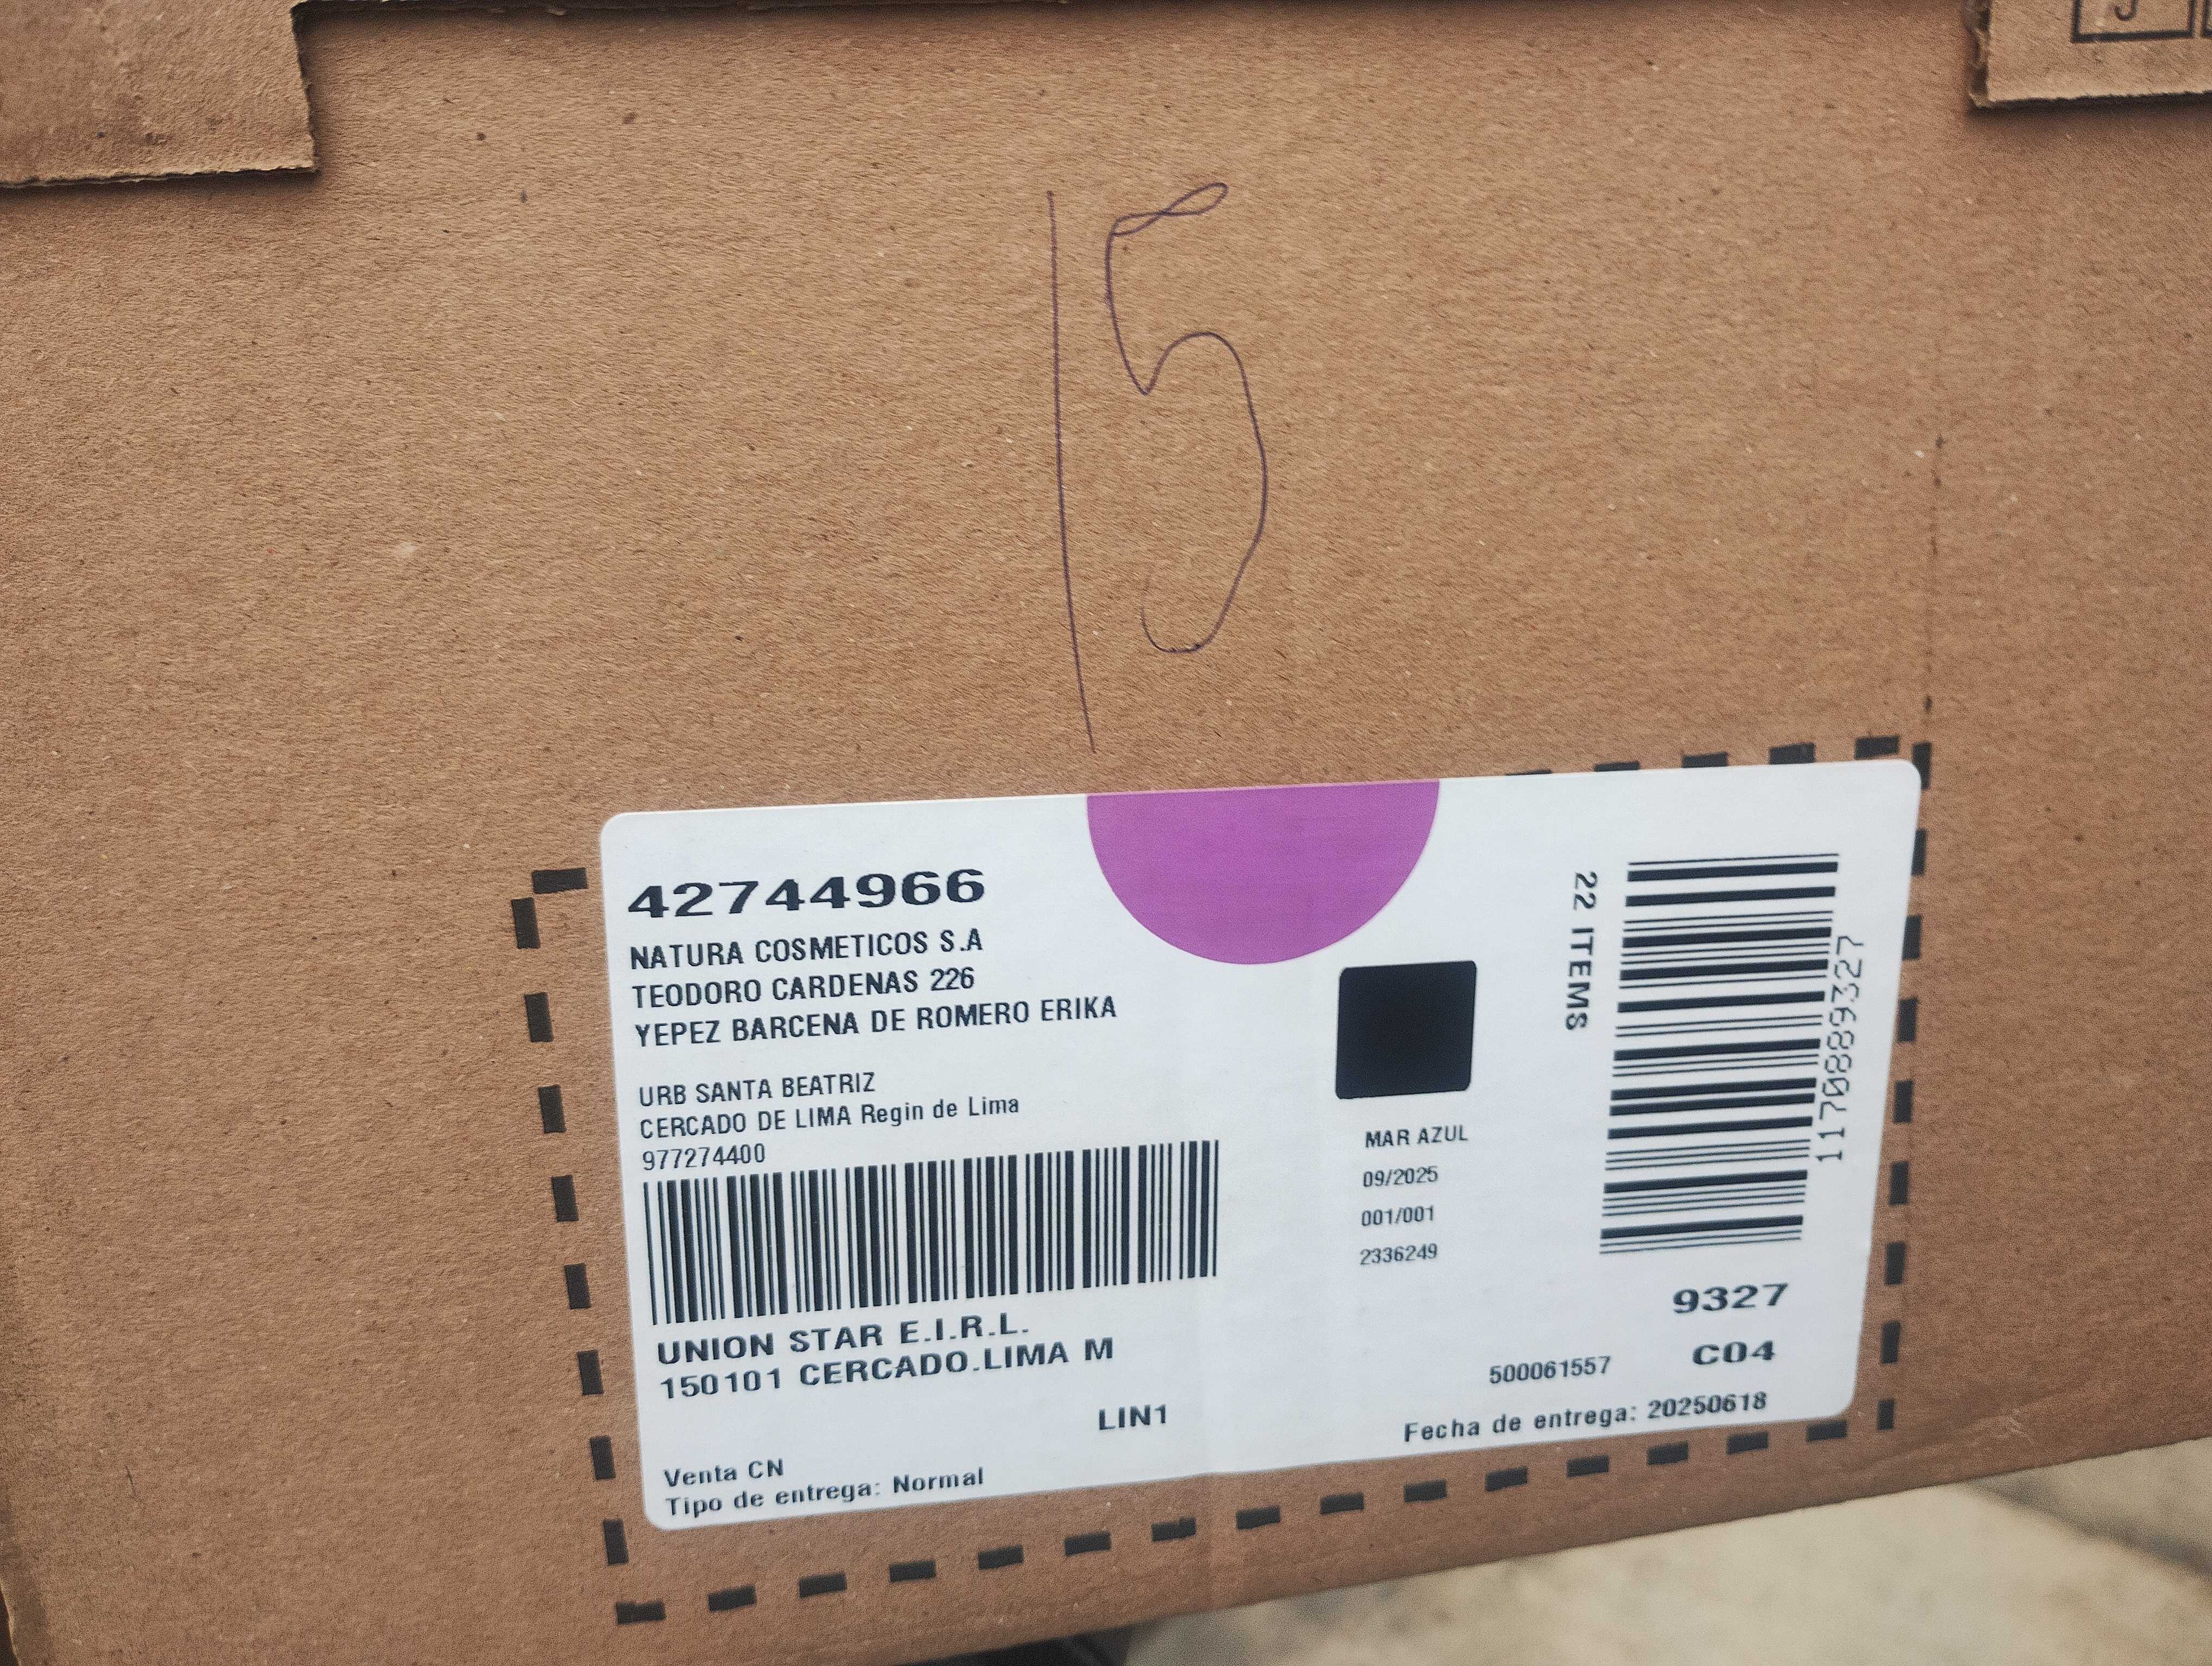 15
42744966
NATURA COSMETICOS S.A
TEODORO CARDENAS 226
YEPEZ BARCENA DE ROMERO ERIKA
URB SANTA BEATRIZ
CERCADO DE LIMA Regin de Lima
977274400
UNION STAR E.I.R.L.
150101 CERCADO.LIMA M
LIN1
Venta CN
Tipo de entrega: Normal
MAR AZUL
09/2025
001/001
2336249
22 ITEMS
1170889327
9327
C04
500061557
Fecha de entrega: 20250618